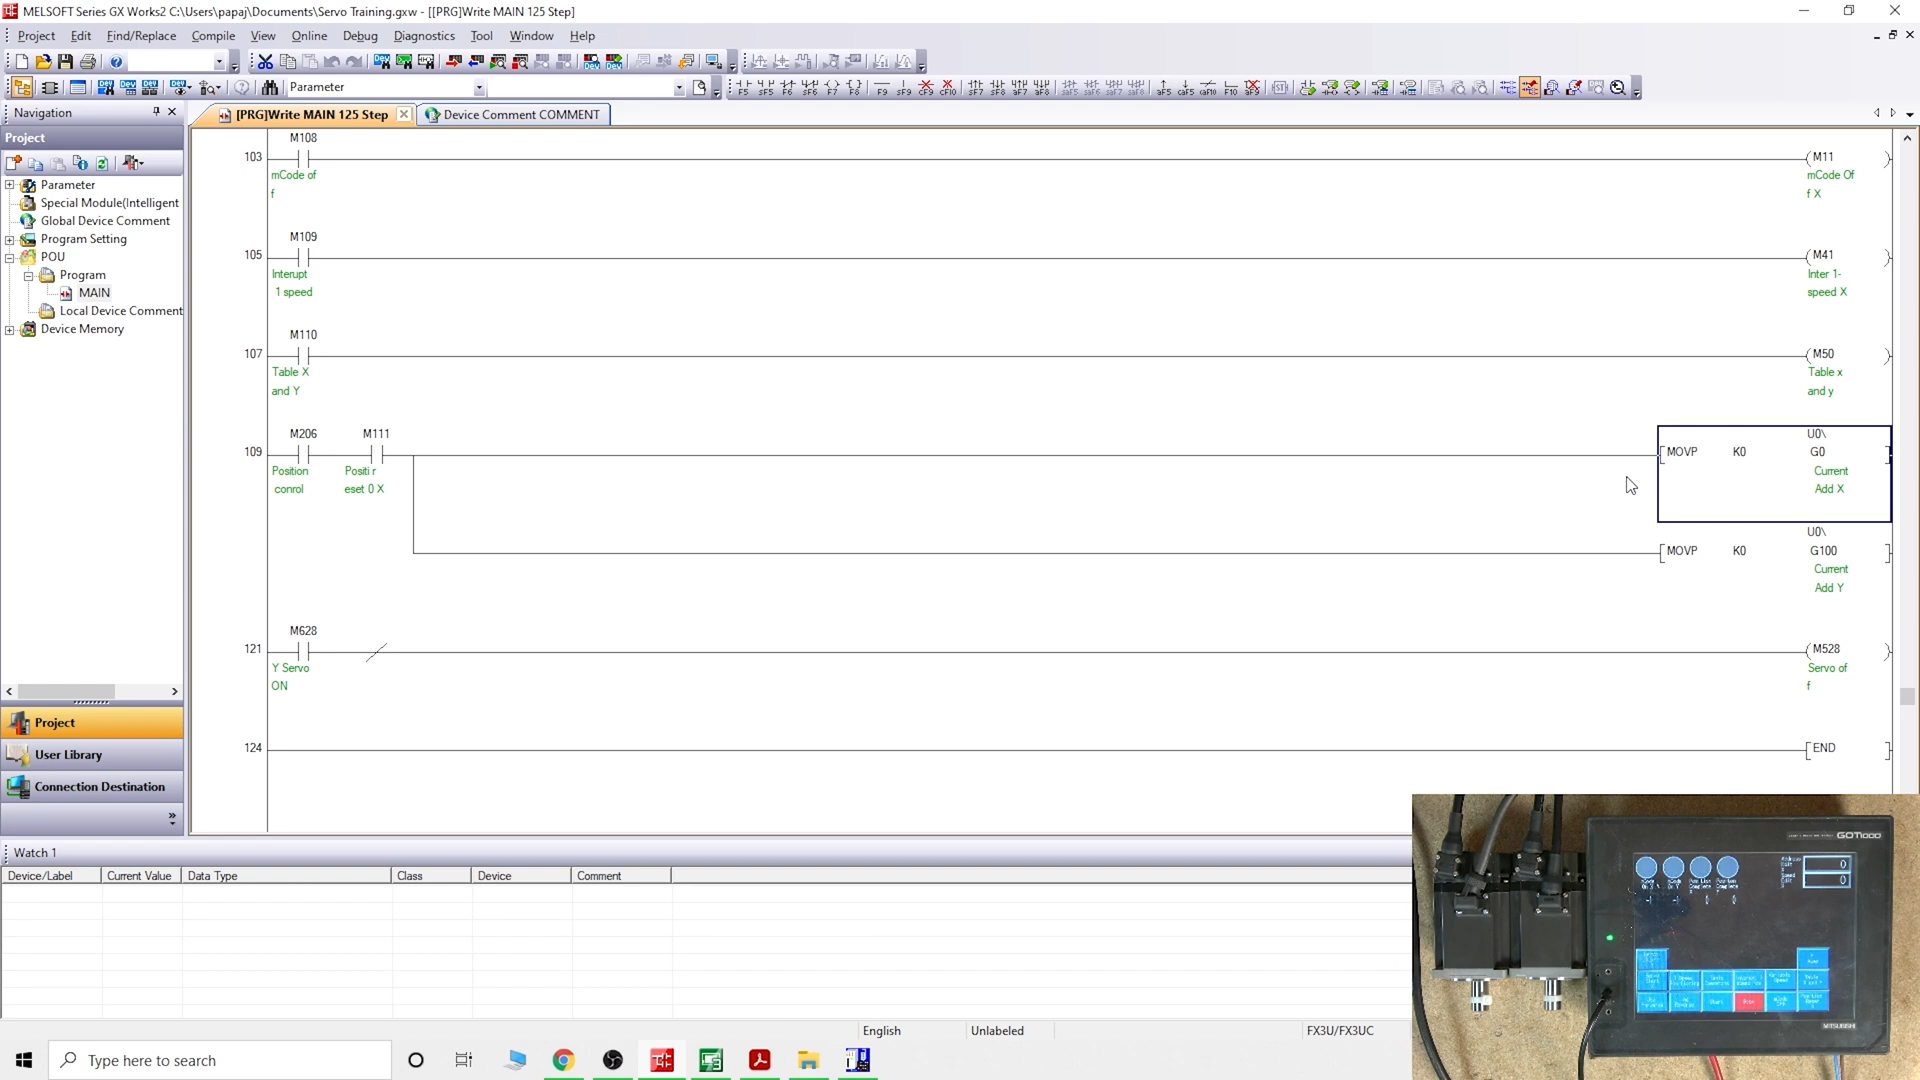 MELSOFT Series GX Works2 C:\Users\papaj\Documents\Servo Training.gxw - [[PRG]Write MAIN 125 Step]
Project Edit Find/Replace Compile View Online Debug Diagnostics Tool Window Help
Parameter
Navigation
[PRG]Write MAIN 125 Step
Device Comment COMMENT
Project
Parameter
Special Module(Intelligent
Global Device Comment
Program Setting
POU
Program
MAIN
Local Device Comment
Device Memory
Project
User Library
Connection Destination
M108
103
M11
mCode of
f
mCode Of
f X
M109
105
M41
Interupt
1 speed
Inter 1-
speed X
M110
107
M50
Table X
and Y
Table x
and y
M206 M111
109
U0\
MOVP K0 G0
Position
conrol
Positi r
eset 0 X
Current
Add X
U0\
MOVP K0 G100
Current
Add Y
M628
121
M528
Y Servo
ON
Servo of
f
124
END
Watch 1
Device/Label Current Value Data Type Class Device Comment
English Unlabeled FX3U/FX3UC
Type here to search
GOT1000
MITSUBISHI